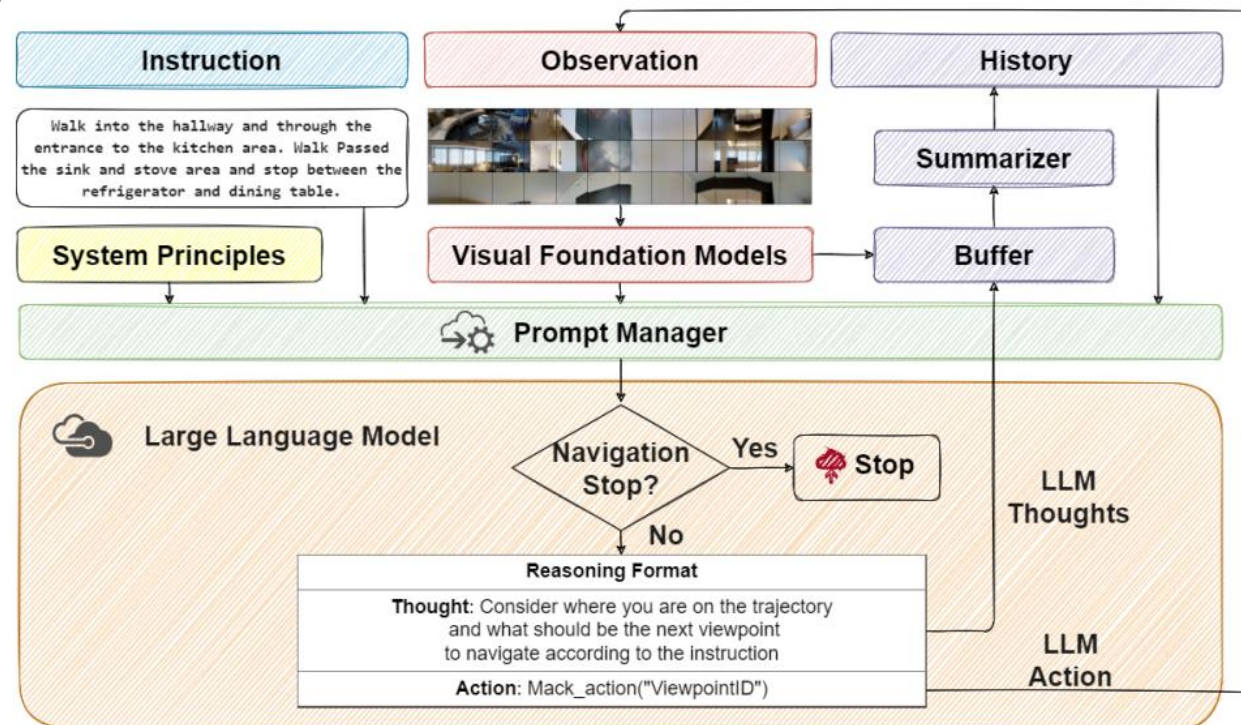 Instruction
Observation
History
Walk into the hallway and through the
entrance to the kitchen area. Walk Passed
the sink and stove area and stop between the
refrigerator and dining table.
Summarizer
System Principles
Visual Foundation Models
Buffer
Prompt Manager
Large Language Model
Navigation
Stop?
Yes
Stop
No
LLM
Thoughts
Reasoning Format
Thought: Consider where you are on the trajectory
and what should be the next viewpoint
to navigate according to the instruction
Action: Mack_action("ViewpointID")
LLM
Action